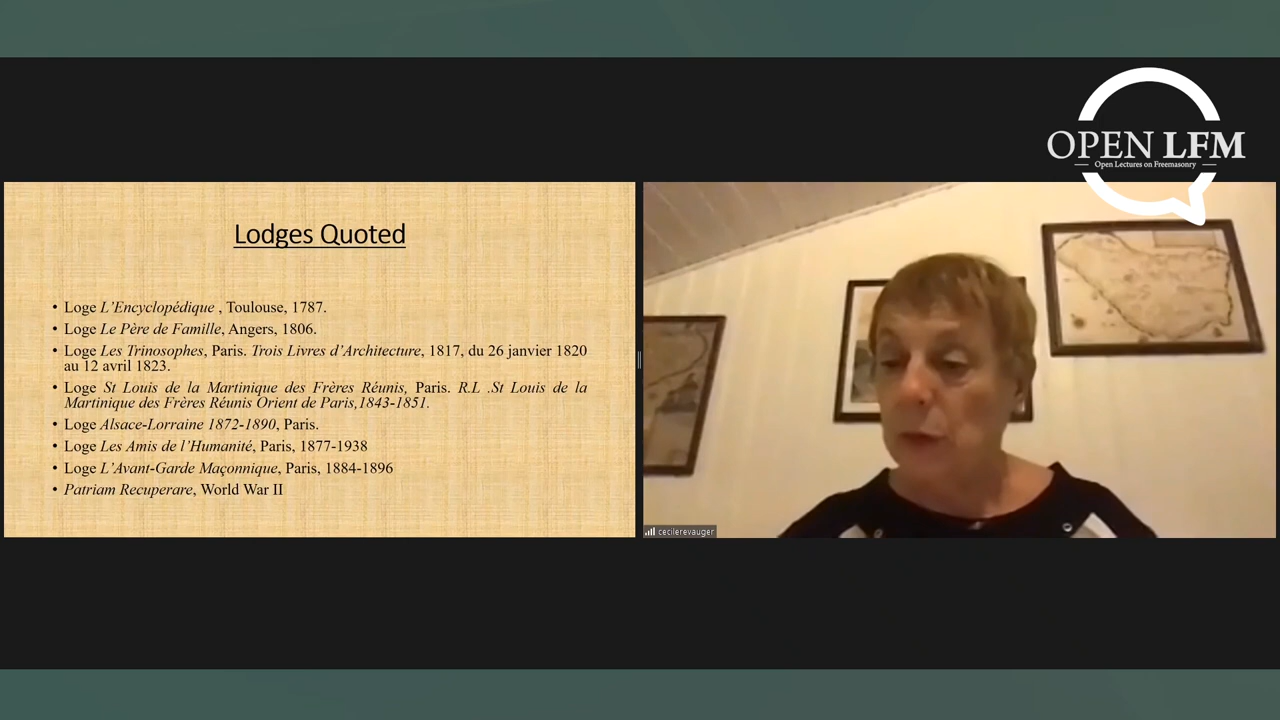 OPEN LFM
Open Lectures on Freemasonry
Lodges Quoted
• Loge L’Encyclopédique , Toulouse, 1787.
• Loge Le Père de Famille, Angers, 1806.
• Loge Les Trinosophes, Paris. Trois Livres d’Architecture, 1817, du 26 janvier 1820
au 12 avril 1823.
• Loge St Louis de la Martinique des Frères Réunis, Paris. R.L .St Louis de la
Martinique des Frères Réunis Orient de Paris,1843-1851.
• Loge Alsace-Lorraine 1872-1890, Paris.
• Loge Les Amis de l’Humanité, Paris, 1877-1938
• Loge L’Avant-Garde Maçonnique, Paris, 1884-1896
• Patriam Recuperare, World War II
cecilerevauger